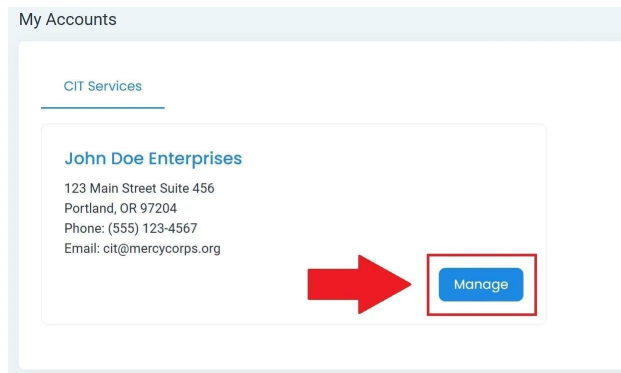 My Accounts
CIT Services
John Doe Enterprises
123 Main Street Suite 456
Portland, OR 97204
Phone: (555) 123-4567
Email: cit@mercycorps.org
Manage